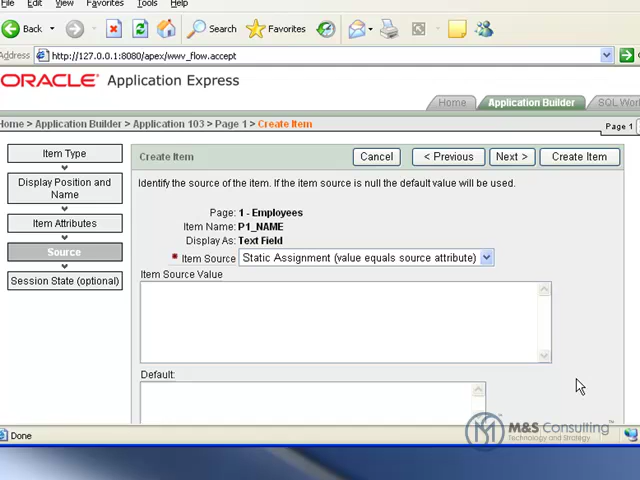 File Edit View Favorites Tools Help
Back Search Favorites
Address http://127.0.0.1:8080/apex/wwv_flow.accept
ORACLE Application Express
Home Application Builder SQL Wor
Home > Application Builder > Application 103 > Page 1 > Create Item
Page 1
Item Type
Display Position and
Name
Item Attributes
Source
Session State (optional)
Create Item Cancel < Previous Next > Create Item
Identify the source of the item. If the item source is null the default value will be used.
Page: 1 - Employees
Item Name: P1_NAME
Display As: Text Field
* Item Source Static Assignment (value equals source attribute)
Item Source Value
Default:
M&S Consulting
Technology and Strategy
Done